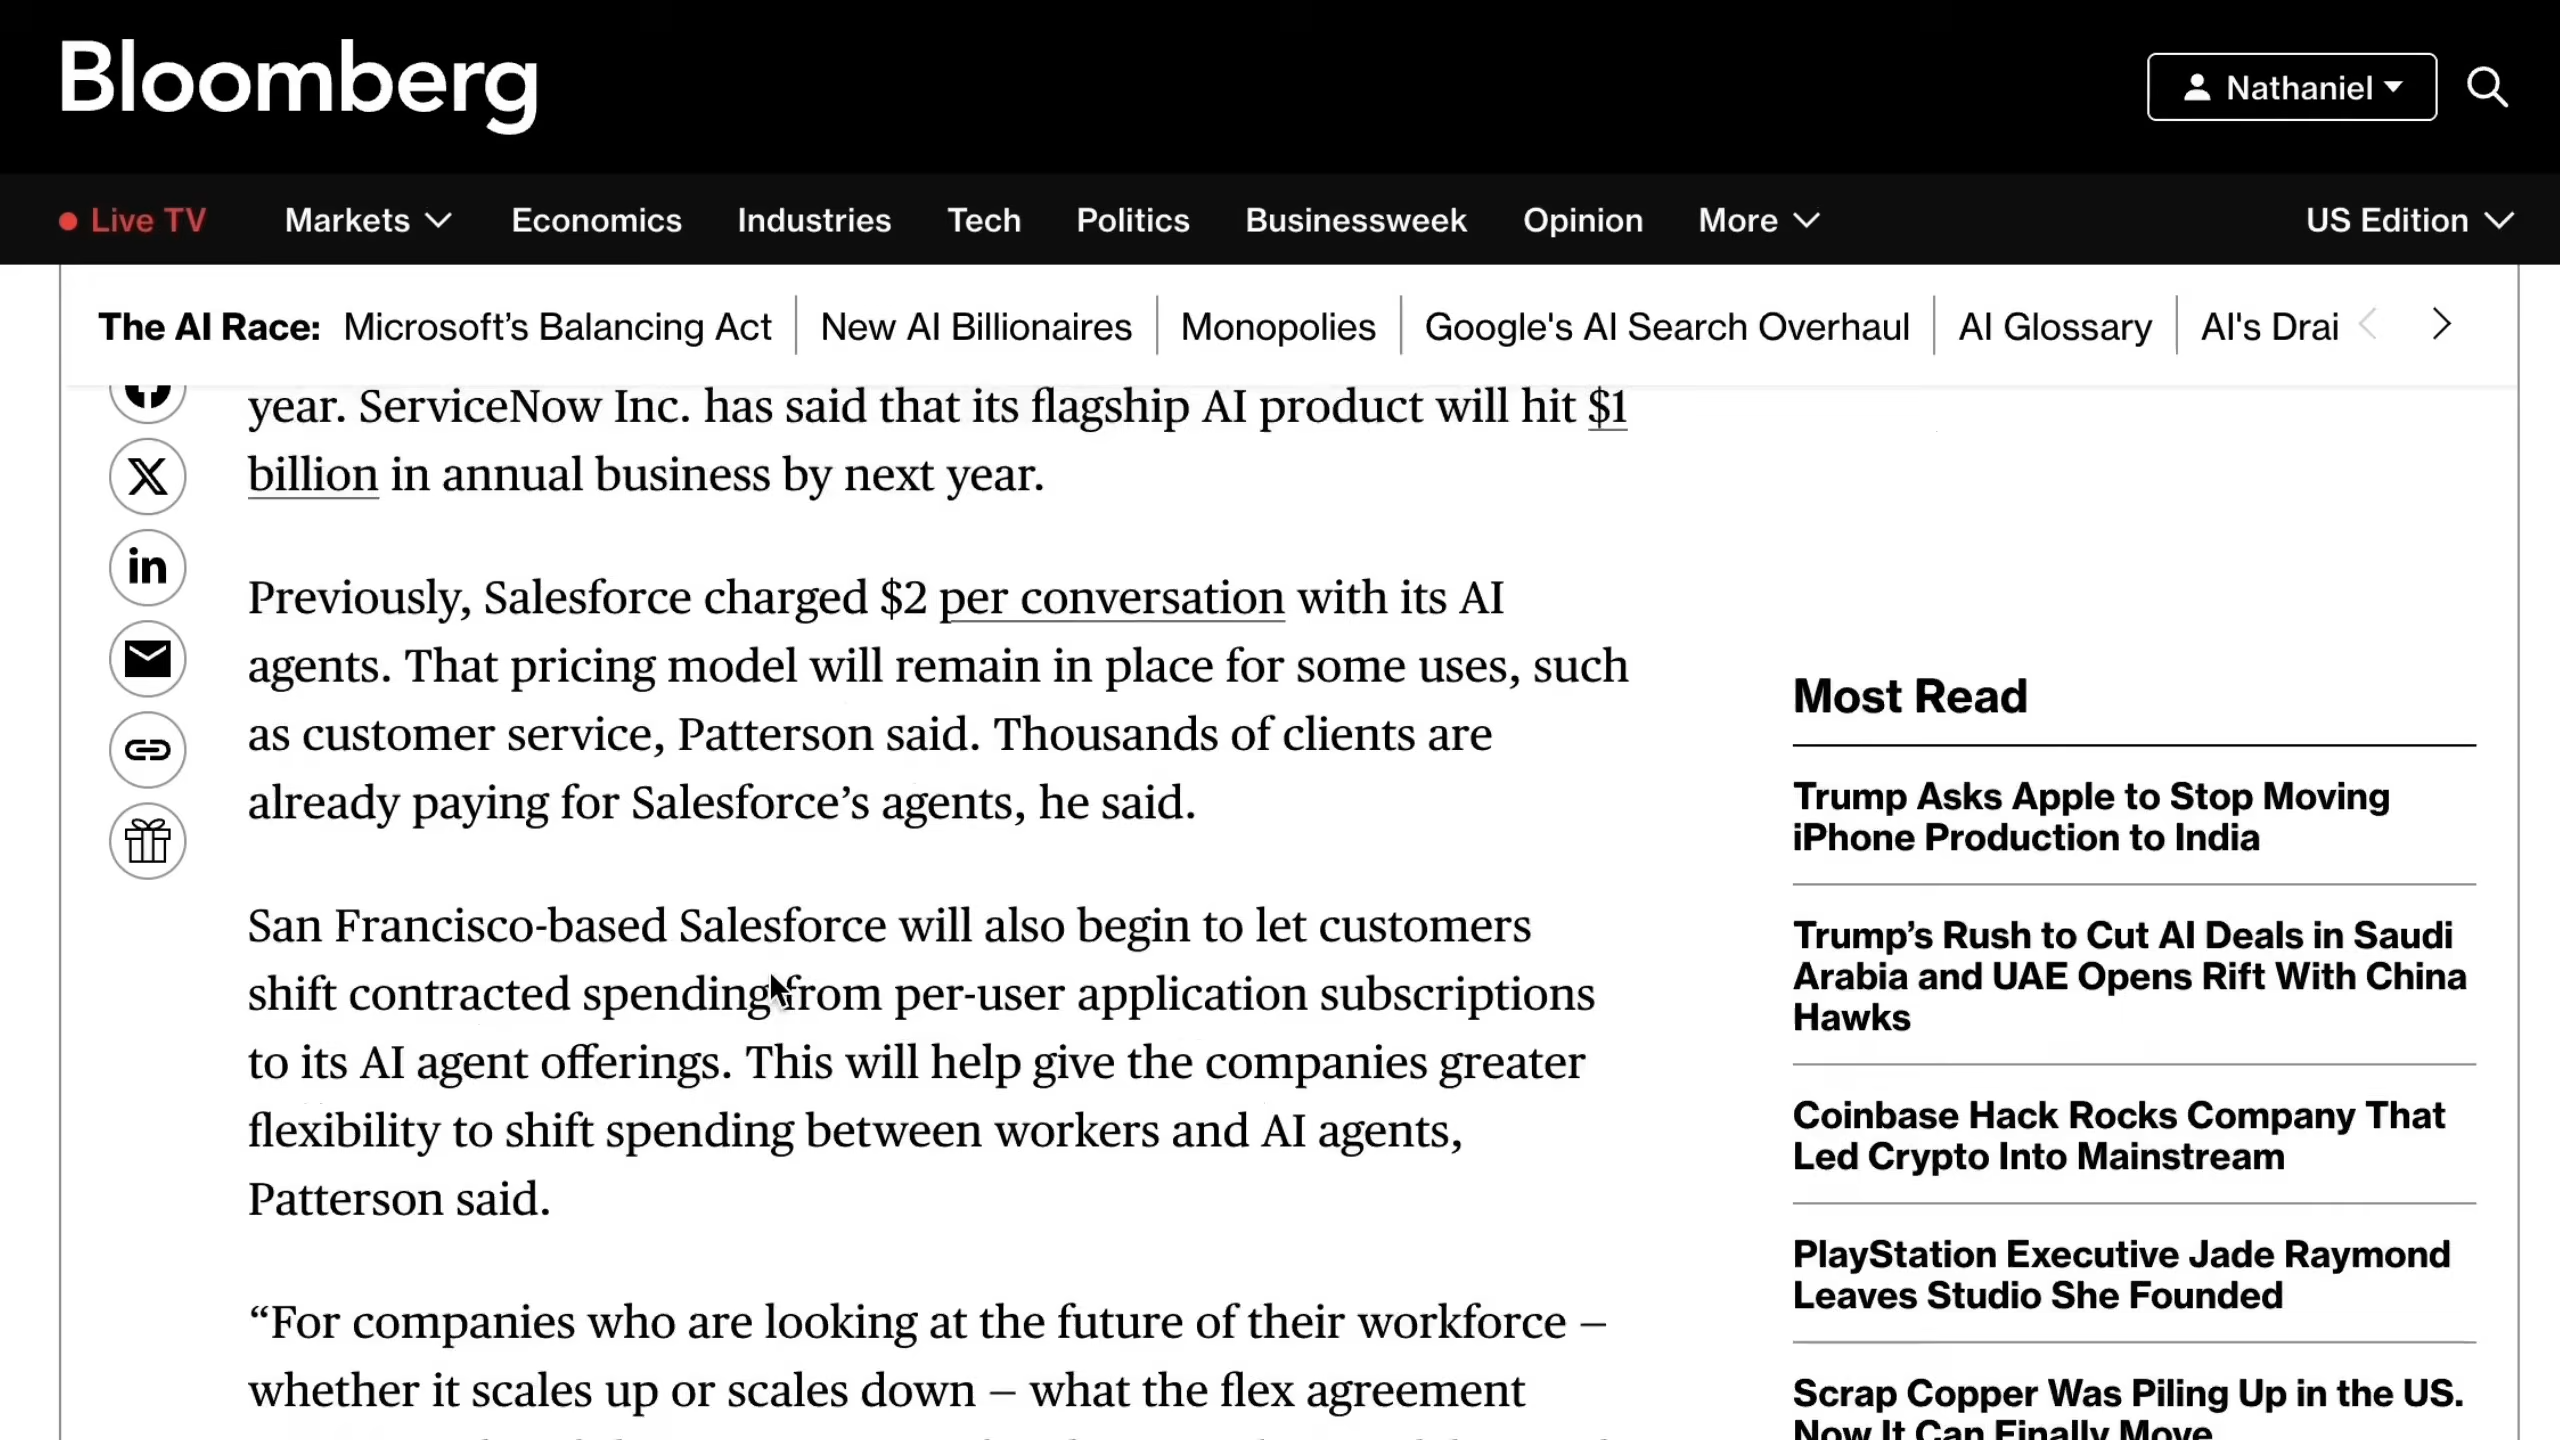 Bloomberg
Nathaniel
Live TV
Markets
Economics
Industries
Tech
Politics
Businessweek
Opinion
More
US Edition
The AI Race:
Microsoft’s Balancing Act
New AI Billionaires
Monopolies
Google's AI Search Overhaul
AI Glossary
AI's Drai
year. ServiceNow Inc. has said that its flagship AI product will hit $1
billion in annual business by next year.
Previously, Salesforce charged $2 per conversation with its AI
agents. That pricing model will remain in place for some uses, such
as customer service, Patterson said. Thousands of clients are
already paying for Salesforce’s agents, he said.
San Francisco-based Salesforce will also begin to let customers
shift contracted spending from per-user application subscriptions
to its AI agent offerings. This will help give the companies greater
flexibility to shift spending between workers and AI agents,
Patterson said.
“For companies who are looking at the future of their workforce —
whether it scales up or scales down — what the flex agreement
Most Read
Trump Asks Apple to Stop Moving
iPhone Production to India
Trump’s Rush to Cut AI Deals in Saudi
Arabia and UAE Opens Rift With China
Hawks
Coinbase Hack Rocks Company That
Led Crypto Into Mainstream
PlayStation Executive Jade Raymond
Leaves Studio She Founded
Scrap Copper Was Piling Up in the US.
Now It Can Finally Move